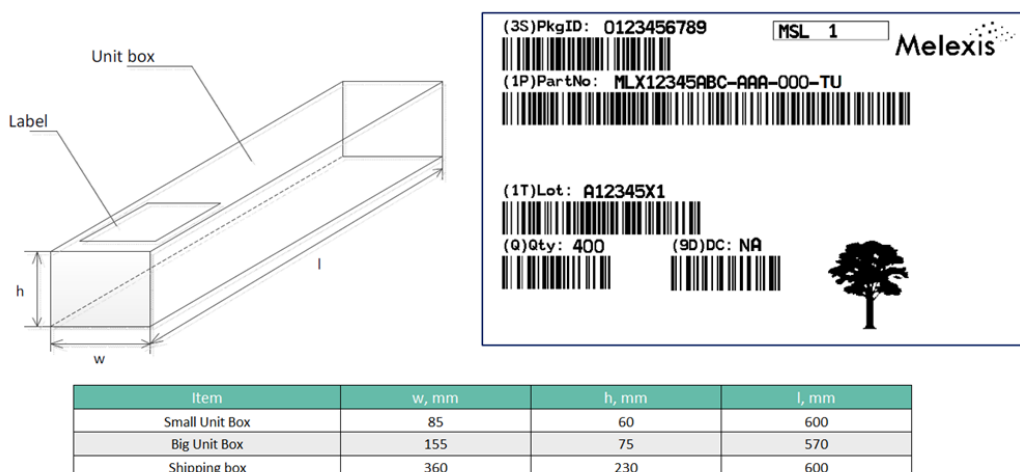 Unit box
Label
h
w
l
(3S)PkgID: 0123456789
MSL 1
Melexis
(1P)PartNo: MLX12345ABC-AAA-000-TU
(1T)Lot: A12345X1
(Q)Qty: 400 (9D)DC: NA
Item w, mm h, mm l, mm
Small Unit Box 85 60 600
Big Unit Box 155 75 570
Shipping box 360 230 600